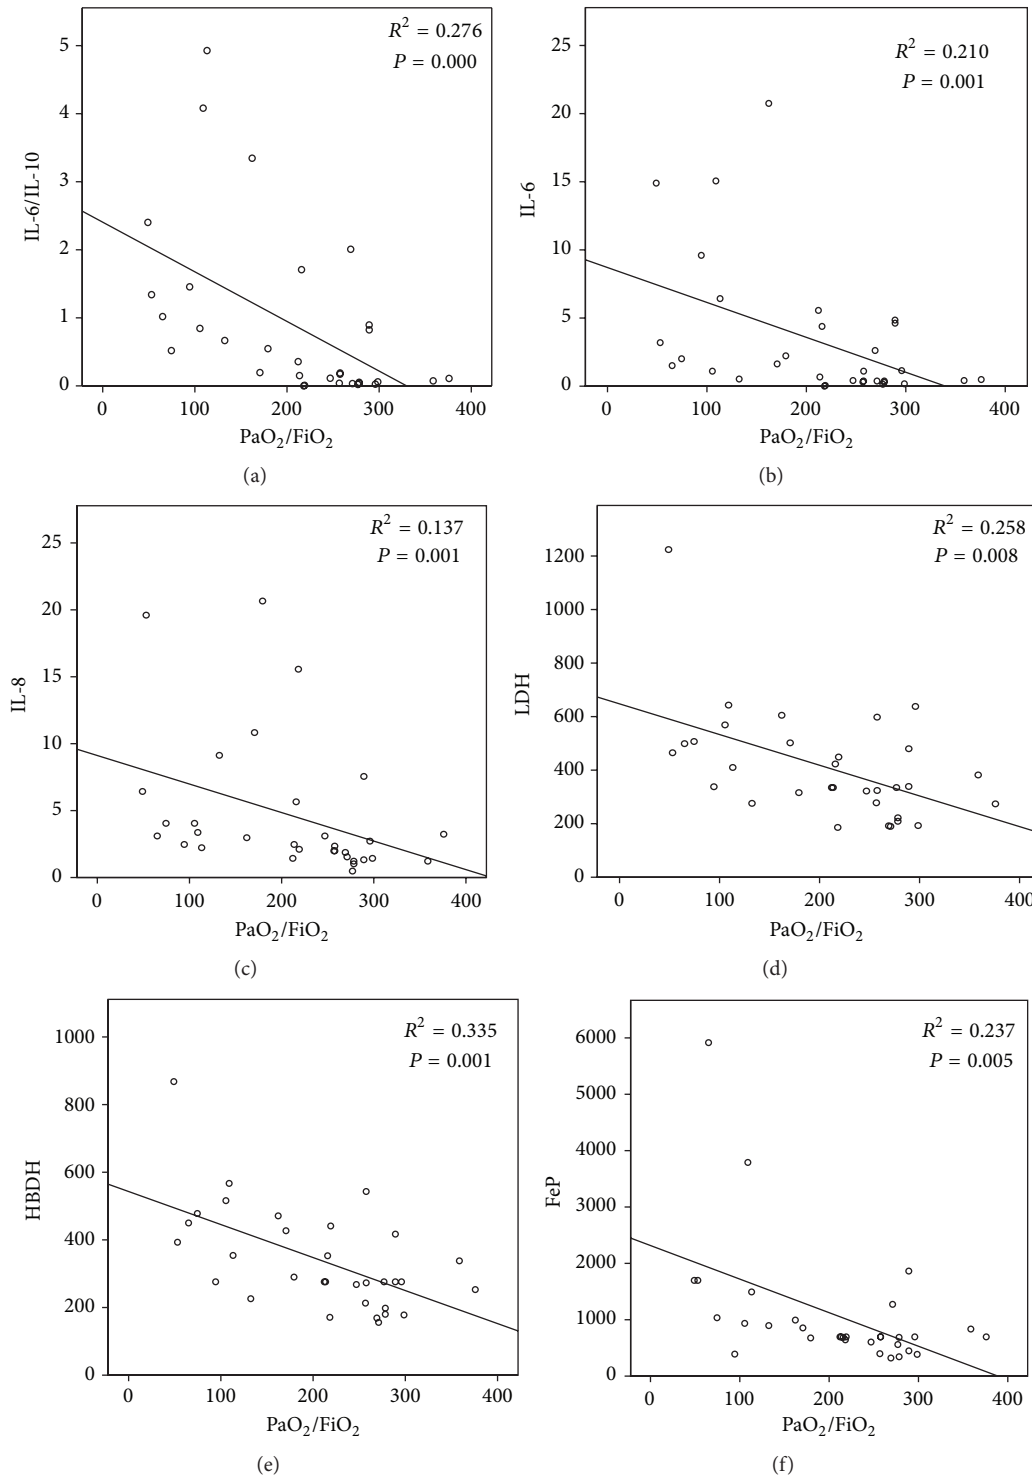 R² = 0.276
P = 0.000
5
4
3
2
1
0
IL-6/IL-10
0 100 200 300 400
PaO₂/FiO₂
(a)
R² = 0.210
P = 0.001
25
20
15
10
5
0
IL-6
0 100 200 300 400
PaO₂/FiO₂
(b)
R² = 0.137
P = 0.001
25
20
15
10
5
0
IL-8
0 100 200 300 400
PaO₂/FiO₂
(c)
R² = 0.258
P = 0.008
1200
1000
800
600
400
200
0
LDH
0 100 200 300 400
PaO₂/FiO₂
(d)
R² = 0.335
P = 0.001
1000
800
600
400
200
0
HBDH
0 100 200 300 400
PaO₂/FiO₂
(e)
R² = 0.237
P = 0.005
6000
5000
4000
3000
2000
1000
0
FeP
0 100 200 300 400
PaO₂/FiO₂
(f)